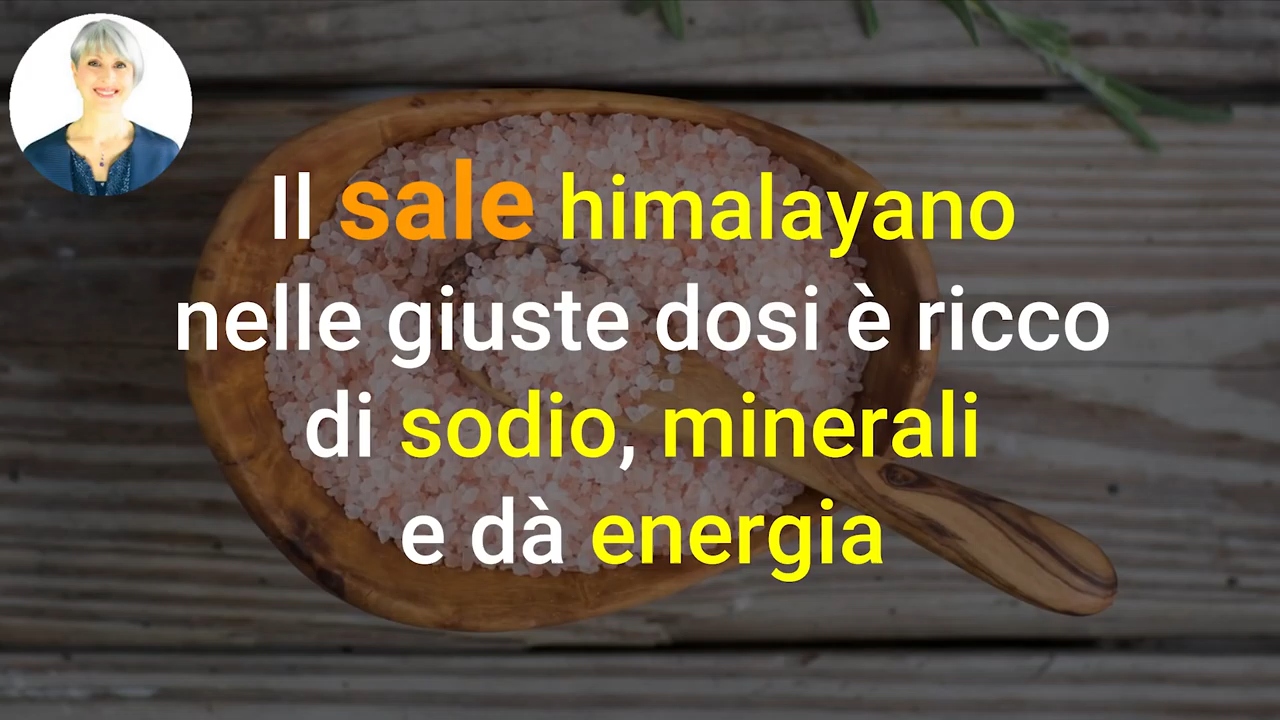 Il sale himalayano
nelle giuste dosi è ricco
di sodio, minerali
e dà energia